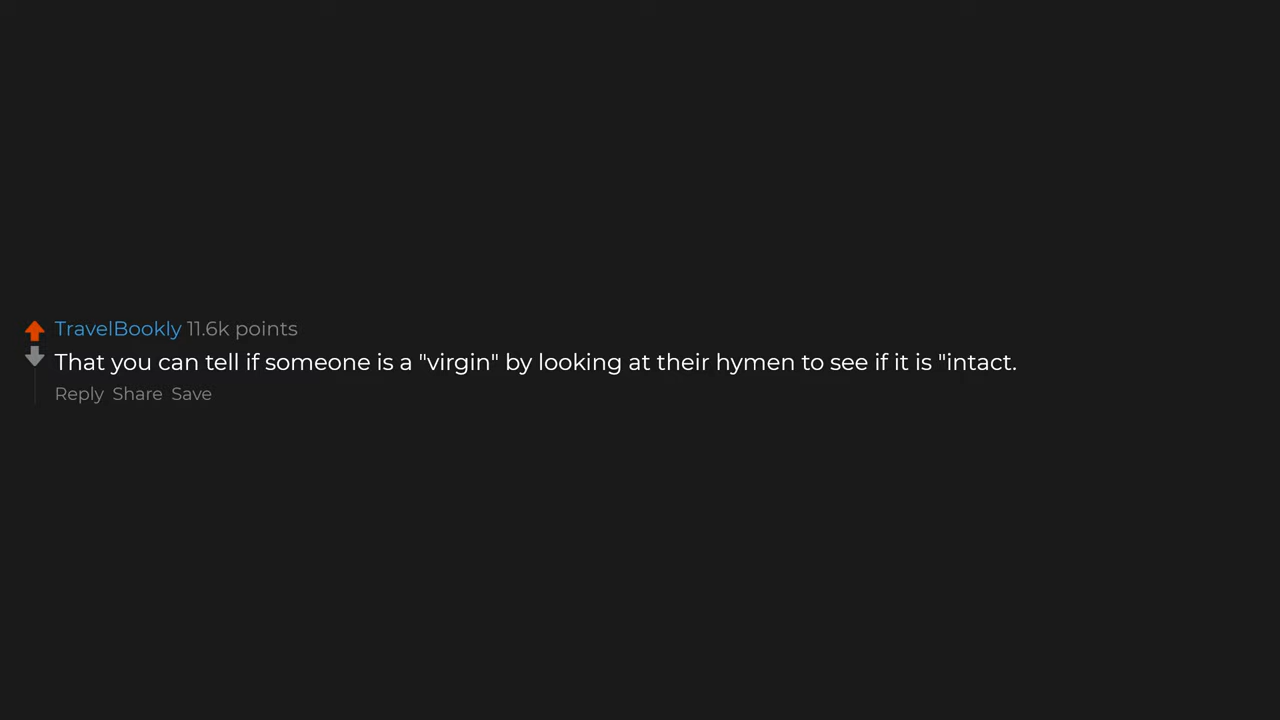 TravelBookly 11.6k points
That you can tell if someone is a "virgin" by looking at their hymen to see if it is "intact.
Reply Share Save